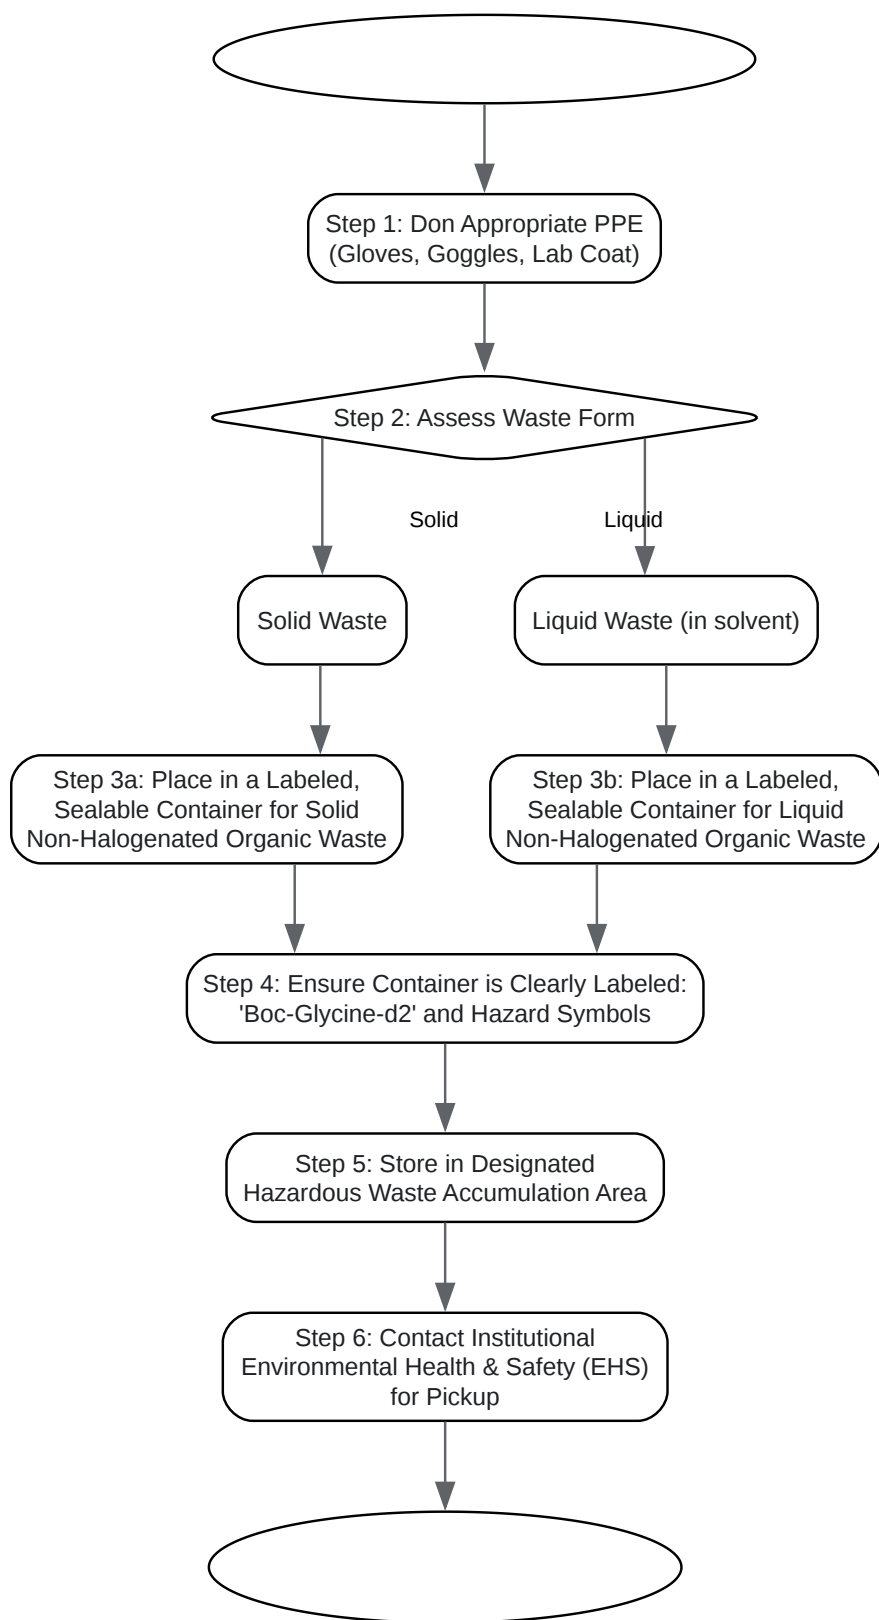 Step 1: Don Appropriate PPE
(Gloves, Goggles, Lab Coat)
Step 2: Assess Waste Form
Solid
Liquid
Solid Waste
Liquid Waste (in solvent)
Step 3a: Place in a Labeled,
Sealable Container for Solid
Non-Halogenated Organic Waste
Step 3b: Place in a Labeled,
Sealable Container for Liquid
Non-Halogenated Organic Waste
Step 4: Ensure Container is Clearly Labeled:
'Boc-Glycine-d2' and Hazard Symbols
Step 5: Store in Designated
Hazardous Waste Accumulation Area
Step 6: Contact Institutional
Environmental Health & Safety (EHS)
for Pickup